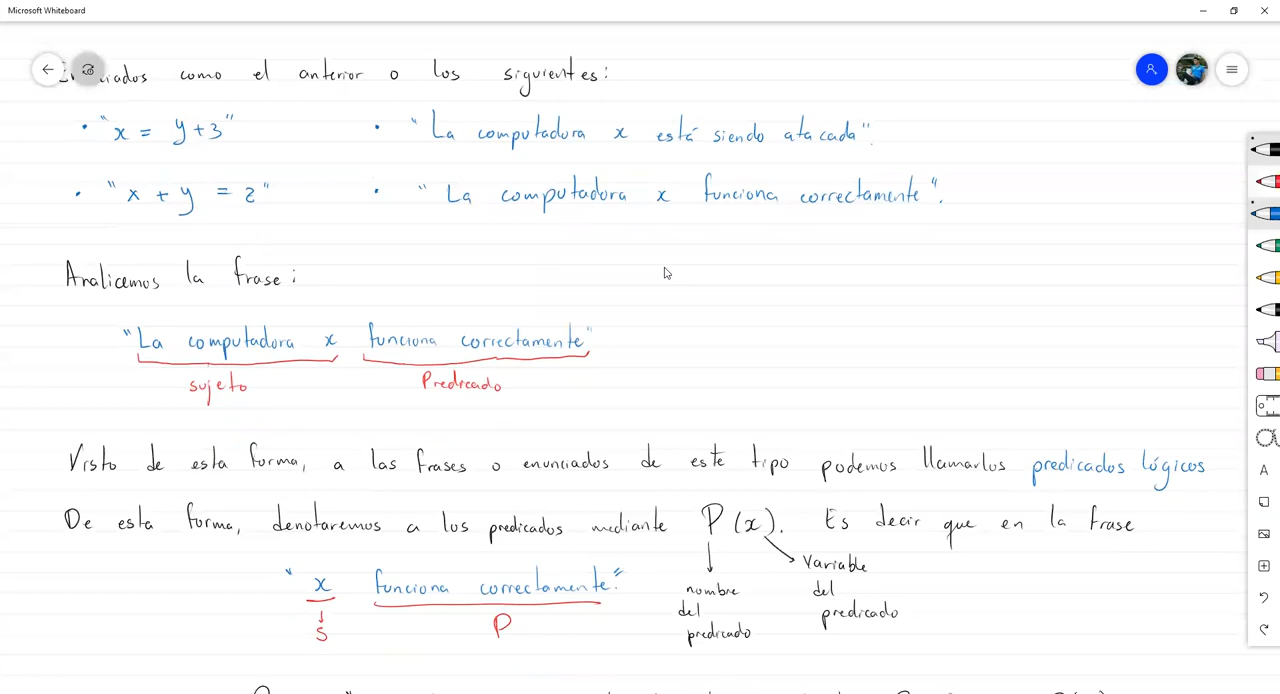 Microsoft Whiteboard
como el anterior o los siguientes:
• "x = y+3" • "La computadora x está siendo atacada".
• "x + y = 2" • "La computadora x funciona correctamente".
Analicemos la frase:
"La computadora x funciona correctamente"
sujeto Predicado
Visto de esta forma, a las frases o enunciados de este tipo podemos llamarlos predicados lógicos
De esta forma, denotaremos a los predicados mediante P(x). Es decir que en la frase
"x funciona correctamente."
S P
nombre del predicado
Variable del predicado